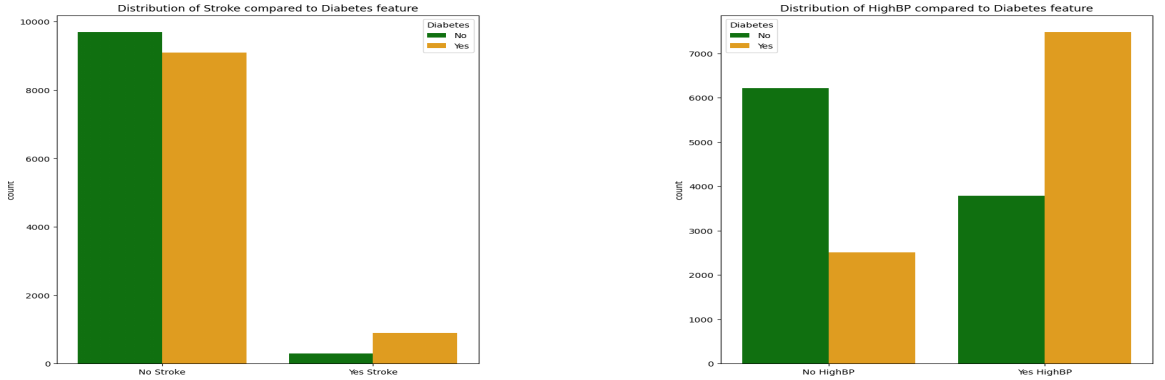 Distribution of Stroke compared to Diabetes feature
Diabetes
No
Yes
10000
8000
6000
4000
2000
0
count
No Stroke
Yes Stroke
Distribution of HighBP compared to Diabetes feature
Diabetes
No
Yes
7000
6000
5000
4000
3000
2000
1000
0
count
No HighBP
Yes HighBP